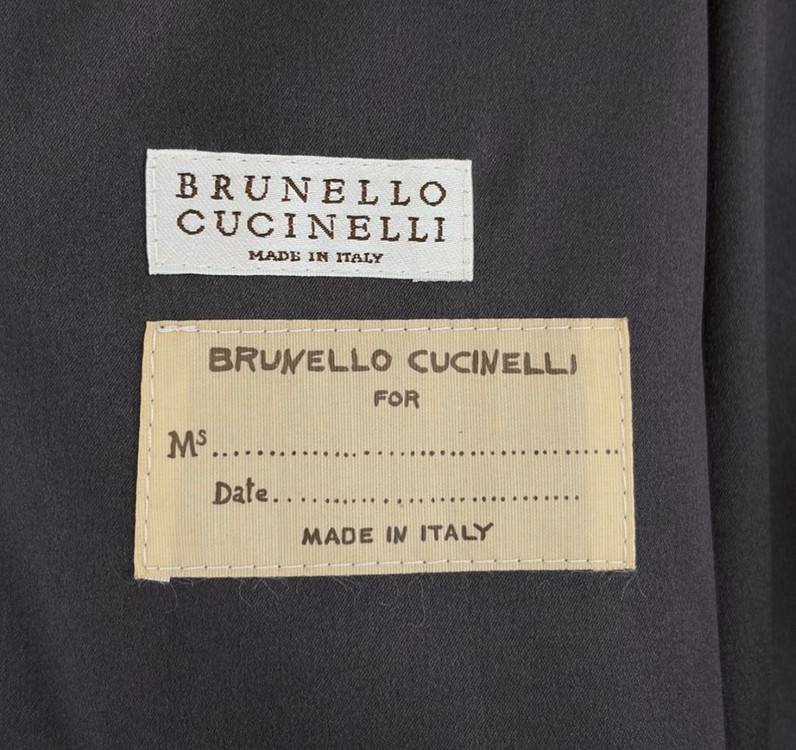 BRUNELLO
CUCINELLI
MADE IN ITALY
BRUNELLO CUCINELLI
FOR
Ms........................................
Date................................
MADE IN ITALY